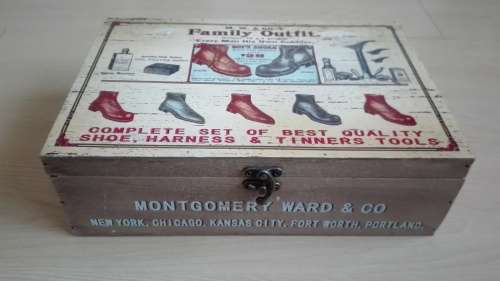 Family Outfit.
COMPLETE SET OF BEST QUALITY
SHOE, HARNESS & TINNERS TOOLS.
MONTGOMERY WARD & CO
NEW YORK, CHICAGO, KANSAS CITY, FORT WORTH, PORTLAND.